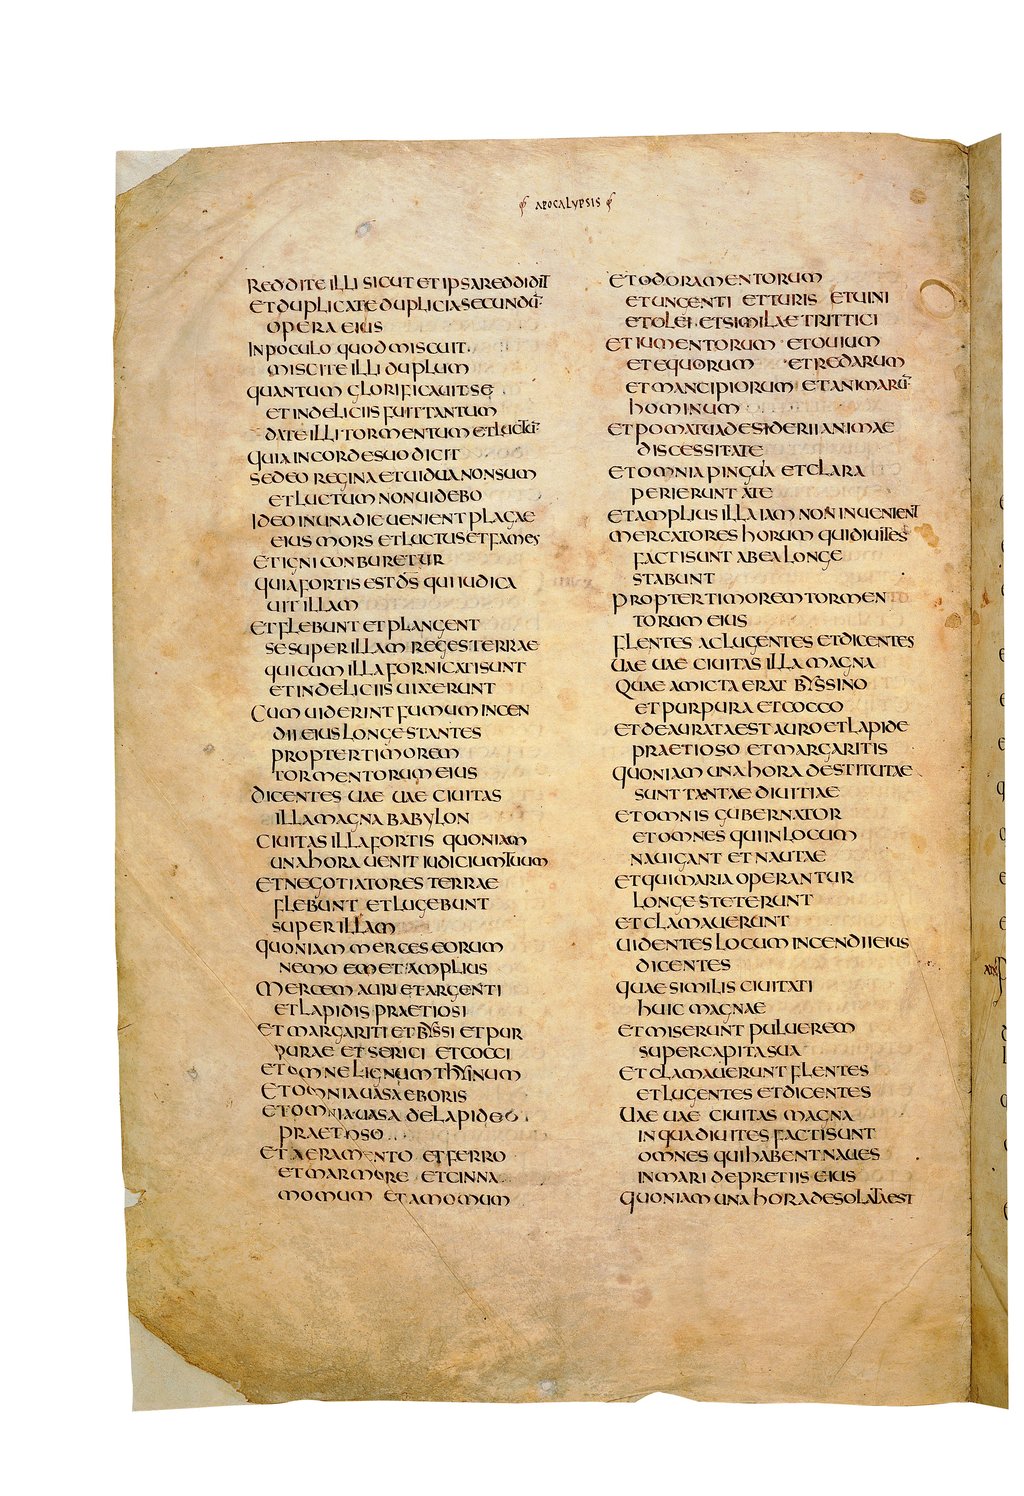 APOCALYPSIS
REDDITE ILLI SICUT ET IPSA REDDIDIT
ET DUPLICATE DUPLICIA SECUNDŪ
OPERA EIUS
IN POCULO QUOD MISCUIT
MISCITE ILLI DUPLUM
QUANTUM GLORIFICAUIT SE
ET IN DELICIIS FUIT TANTUM
DATE ILLI TORMENTUM ET LUCTŪ
QUIA IN CORDE SUO DICIT
SEDEO REGINA ET UIDUA NON SUM
ET LUCTUM NON UIDEBO
IDEO IN UNA DIE UENIENT PLAGAE
EIUS MORS ET LUCTUS ET FAMES
ET IGNI CONBURETUR
QUIA FORTIS EST D̄S QUI IUDICA
UIT ILLAM
ET FLEBUNT ET PLANGENT
SE SUPER ILLAM REGES TERRAE
QUI CUM ILLA FORNICATI SUNT
ET IN DELICIIS UIXERUNT
CUM UIDERINT FUMUM INCEN
DII EIUS LONGE STANTES
PROPTER TIMOREM
TORMENTORUM EIUS
DICENTES UAE UAE CIUITAS
ILLA MAGNA BABYLON
CIUITAS ILLA FORTIS QUONIAM
UNA HORA UENIT IUDICIUM TUUM
ET NEGOTIATORES TERRAE
FLEBUNT ET LUGEBUNT
SUPER ILLAM
QUONIAM MERCES EORUM
NEMO EMET AMPLIUS
MERCEM AURI ET ARGENTI
ET LAPIDIS PRAETIOSI
ET MARGARITI ET BYSSI ET PUR
PURAE ET SERICI ET COCCI
ET OMNE LIGNUM THYINUM
ET OMNIA UASA EBORIS
ET OMNIA UASA DE LAPIDE
PRAETIOSO
ET AERAMENTO ET FERRO
ET MARMORE ET CINNA
MOMUM ET AMOMUM
ET ODORAMENTORUM
ET UNGENTI ET TURIS ET UINI
ET OLEI ET SIMILAE TRITTICI
ET IUMENTORUM ET OUIUM
ET EQUORUM ET REDARUM
ET MANCIPIORUM ET ANIMARŪ
HOMINUM
ET POMA TUA DESIDERII ANIMAE
DISCESSIT A TE
ET OMNIA PINGUA ET CLARA
PERIERUNT A TE
ET AMPLIUS ILLA IAM NON INUENIENT
MERCATORES HORUM QUI DIUITES
FACTI SUNT AB EA LONGE
STABUNT
PROPTER TIMOREM TORMEN
TORUM EIUS
FLENTES AC LUGENTES ET DICENTES
UAE UAE CIUITAS ILLA MAGNA
QUAE AMICTA ERAT BYSSINO
ET PURPURA ET COCCO
ET DEAURATA EST AURO ET LAPIDE
PRAETIOSO ET MARGARITIS
QUONIAM UNA HORA DESTITUTAE
SUNT TANTAE DIUITIAE
ET OMNIS GUBERNATOR
ET OMNES QUI IN LOCUM
NAUIGANT ET NAUTAE
ET QUI MARIA OPERANTUR
LONGE STETERUNT
ET CLAMAUERUNT
UIDENTES LOCUM INCENDII EIUS
DICENTES
QUAE SIMILIS CIUITATI
HUIC MAGNAE
ET MISERUNT PULUEREM
SUPER CAPITA SUA
ET CLAMAUERUNT FLENTES
ET LUGENTES ET DICENTES
UAE UAE CIUITAS MAGNA
IN QUA DIUITES FACTI SUNT
OMNES QUI HABENT NAUES
IN MARI DE PRETIIS EIUS
QUONIAM UNA HORA DESOLATA EST